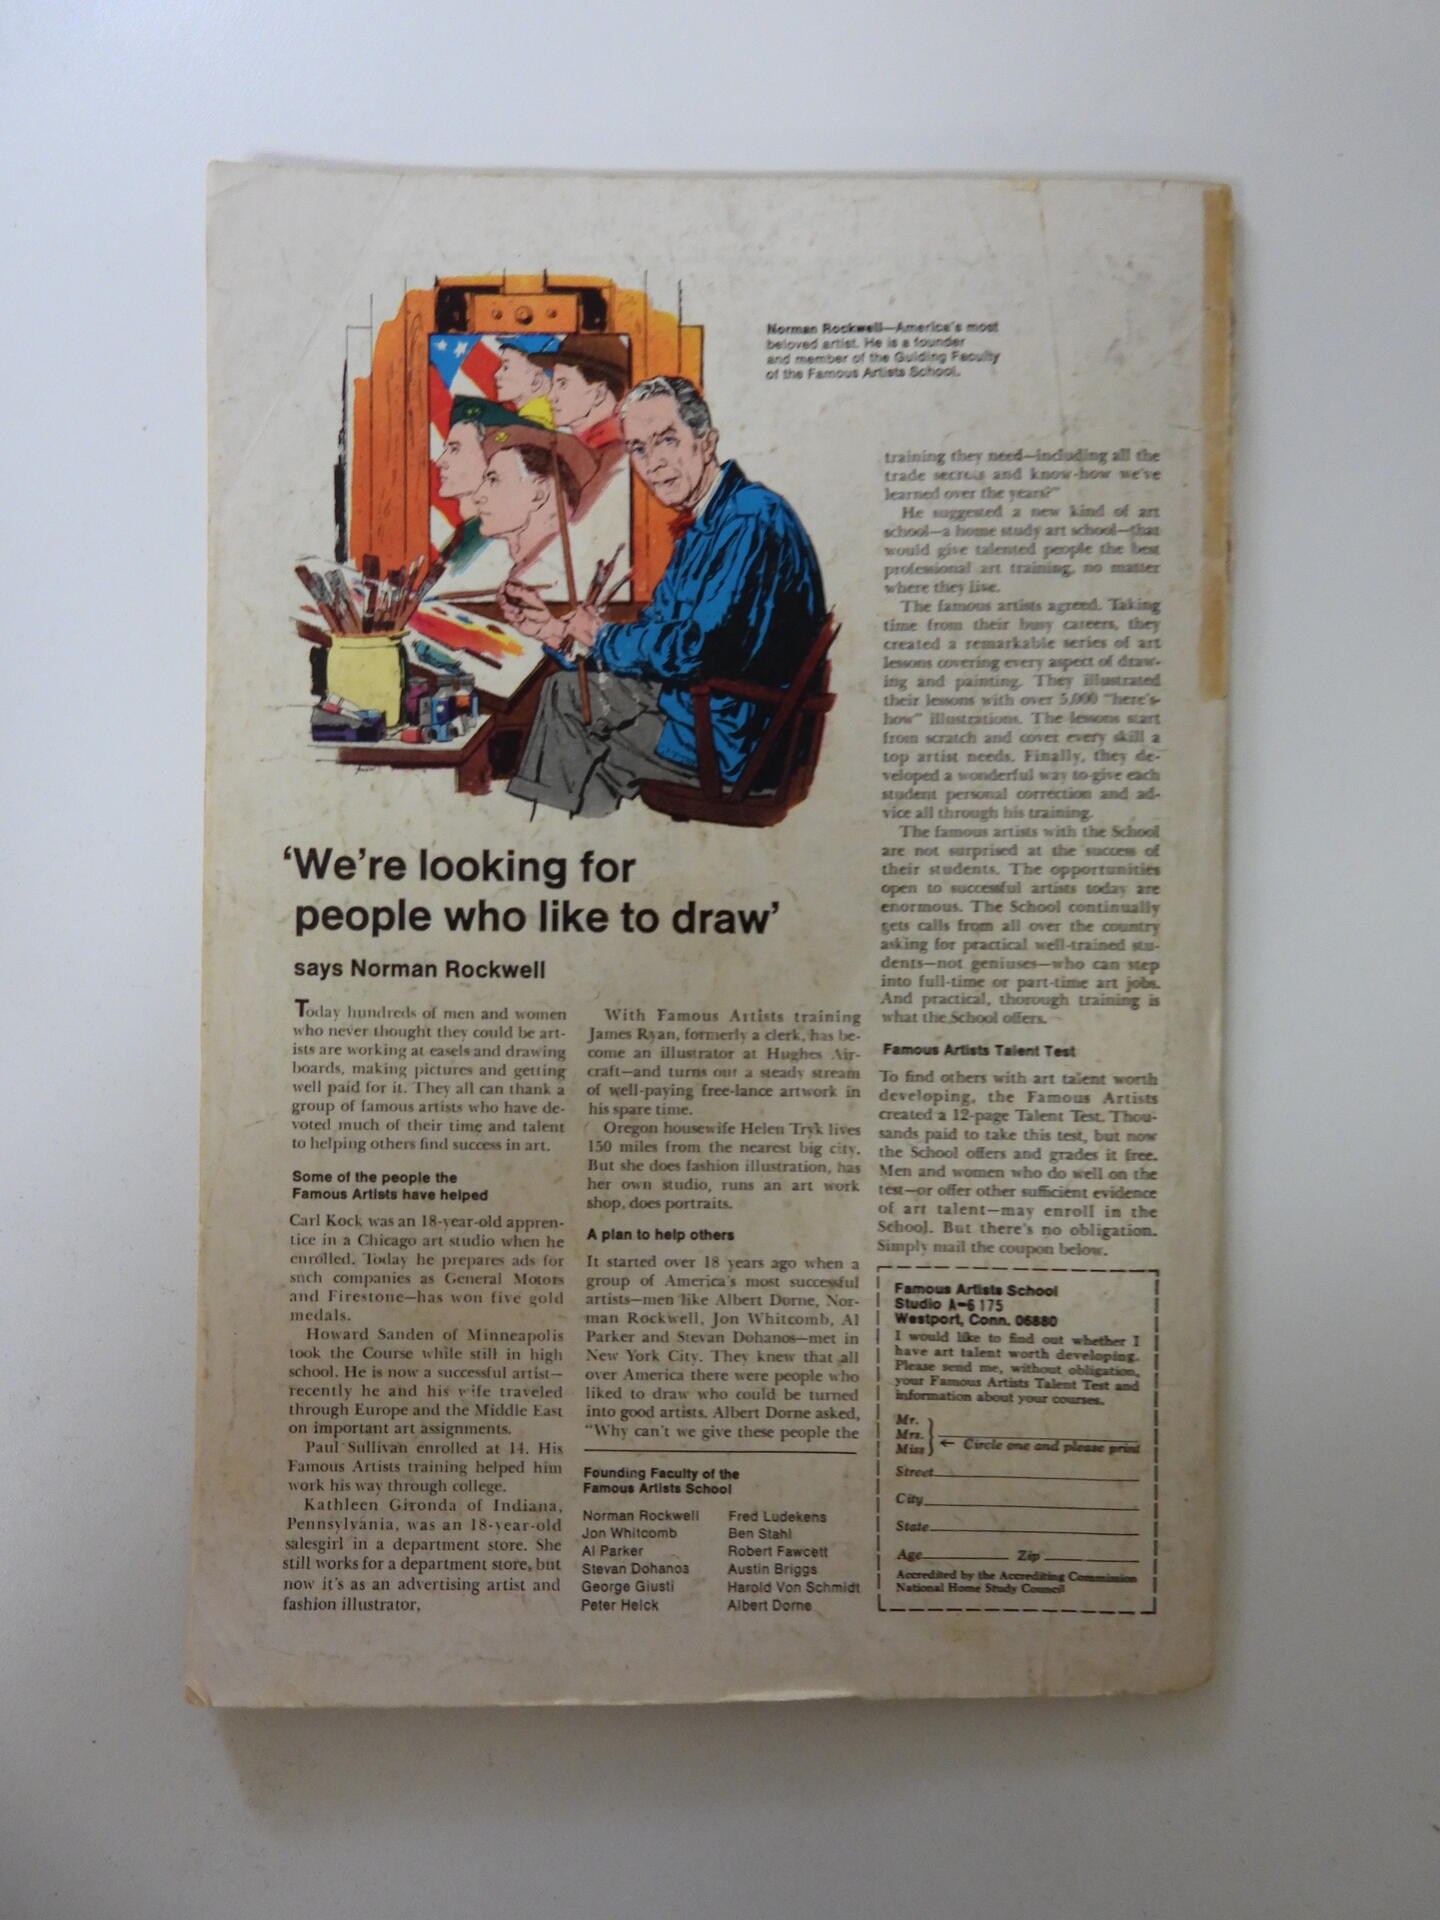 Norman Rockwell—America's most
beloved artist. He is a founder
and member of the Guiding Faculty
of the Famous Artists School.
'We're looking for
people who like to draw'
says Norman Rockwell
Today hundreds of men and women
who never thought they could be art-
ists are working at easels and drawing
boards, making pictures and getting
well paid for it. They all can thank a
group of famous artists who have de-
voted much of their time and talent
to helping others find success in art.
Some of the people the
Famous Artists have helped
Carl Kock was an 18-year-old appren-
tice in a Chicago art studio when he
enrolled. Today he prepares ads for
such companies as General Motors
and Firestone—has won five gold
medals.
Howard Sanden of Minneapolis
took the Course while still in high
school. He is now a successful artist—
recently he and his wife traveled
through Europe and the Middle East
on important art assignments.
Paul Sullivan enrolled at 14. His
Famous Artists training helped him
work his way through college.
Kathleen Gironda of Indiana,
Pennsylvania, was an 18-year-old
salesgirl in a department store. She
still works for a department store, but
now it's as an advertising artist and
fashion illustrator,
With Famous Artists training
James Ryan, formerly a clerk, has be-
come an illustrator at Hughes Air-
craft—and turns out a steady stream
of well-paying free-lance artwork in
his spare time.
Oregon housewife Helen Tryk lives
150 miles from the nearest big city.
But she does fashion illustration, has
her own studio, runs an art work
shop, does portraits.
A plan to help others
It started over 18 years ago when a
group of America's most successful
artists—men like Albert Dorne, Nor-
man Rockwell, Jon Whitcomb, Al
Parker and Stevan Dohanos—met in
New York City. They knew that all
over America there were people who
liked to draw who could be turned
into good artists. Albert Dorne asked,
"Why can't we give these people the
training they need—including all the
trade secrets and know-how we've
learned over the years?"
He suggested a new kind of art
school—a home study art school—that
would give talented people the best
professional art training, no matter
where they live.
The famous artists agreed. Taking
time from their busy careers, they
created a remarkable series of art
lessons covering every aspect of draw-
ing and painting. They illustrated
their lessons with over 5,000 "here's-
how" illustrations. The lessons start
from scratch and cover every skill a
top artist needs. Finally, they de-
veloped a wonderful way to give each
student personal correction and ad-
vice all through his training.
The famous artists with the School
are not surprised at the success of
their students. The opportunities
open to successful artists today are
enormous. The School continually
gets calls from all over the country
asking for practical well-trained stu-
dents—not geniuses—who can step
into full-time or part-time art jobs.
And practical, thorough training is
what the School offers.
Famous Artists Talent Test
To find others with art talent worth
developing, the Famous Artists
created a 12-page Talent Test. Thou-
sands paid to take this test, but now
the School offers and grades it free.
Men and women who do well on the
test—or offer other sufficient evidence
of art talent—may enroll in the
School. But there's no obligation.
Simply mail the coupon below.
Founding Faculty of the
Famous Artists School
Norman Rockwell
Jon Whitcomb
Al Parker
Stevan Dohanos
George Giusti
Peter Helck
Fred Ludekens
Ben Stahl
Robert Fawcett
Austin Briggs
Harold Von Schmidt
Albert Dorne
Famous Artists School
Studio A-6175
Westport, Conn. 06880
I would like to find out whether I
have art talent worth developing.
Please send me, without obligation,
your Famous Artists Talent Test and
information about your courses.
Mr.
Mrs.
Miss
← Circle one and please print
Street
City
State
Age Zip
Accredited by the Accrediting Commission
National Home Study Council